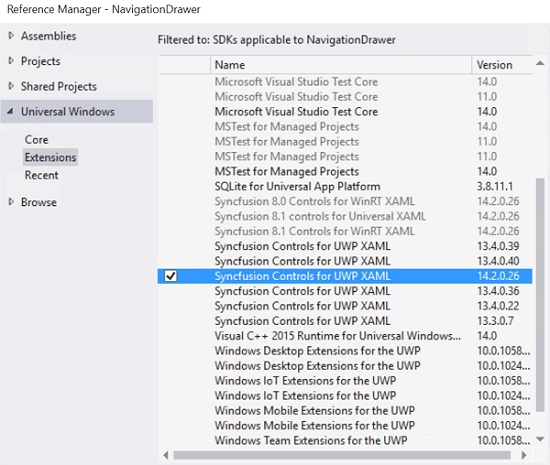 Reference Manager - NavigationDrawer
Assemblies
Projects
Shared Projects
Universal Windows
Core
Extensions
Recent
Browse
Filtered to: SDKs applicable to NavigationDrawer
Name Version
Microsoft Visual Studio Test Core 14.0
Microsoft Visual Studio Test Core 11.0
Microsoft Visual Studio Test Core 14.0
MSTest for Managed Projects 14.0
MSTest for Managed Projects 11.0
MSTest for Managed Projects 14.0
SQLite for Universal App Platform 3.8.11.1
Syncfusion 8.0 Controls for WinRT XAML 14.2.0.26
Syncfusion 8.1 controls for Universal XAML 14.2.0.26
Syncfusion 8.1 Controls for WinRT XAML 14.2.0.26
Syncfusion Controls for UWP XAML 13.4.0.39
Syncfusion Controls for UWP XAML 13.4.0.40
Syncfusion Controls for UWP XAML 14.2.0.26
Syncfusion Controls for UWP XAML 13.4.0.36
Syncfusion Controls for UWP XAML 13.4.0.22
Syncfusion Controls for UWP XAML 13.3.0.7
Visual C++ 2015 Runtime for Universal Windows... 14.0
Windows Desktop Extensions for the UWP 10.0.1058...
Windows Desktop Extensions for the UWP 10.0.1024...
Windows IoT Extensions for the UWP 10.0.1058...
Windows IoT Extensions for the UWP 10.0.1024...
Windows Mobile Extensions for the UWP 10.0.1058...
Windows Mobile Extensions for the UWP 10.0.1024...
Windows Team Extensions for the UWP 10.0.1058...